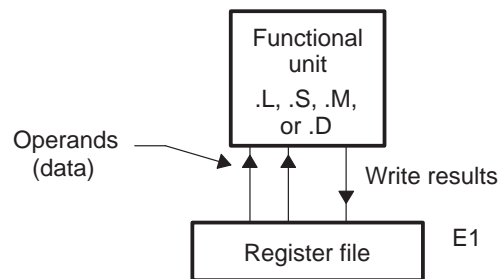 Functional
unit
.L, .S, .M,
or .D
Operands
(data)
Write results
Register file
E1